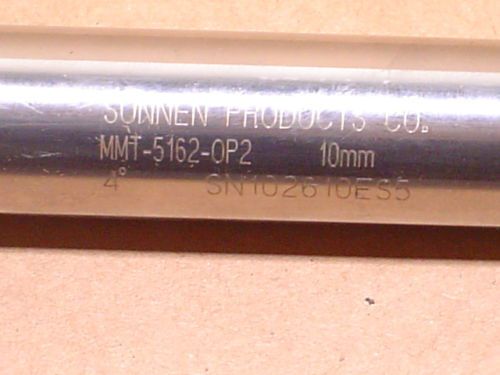 SUNNEN PRODUCTS CO.
MMT-5162-OP2 10mm
4° SN102610ES5